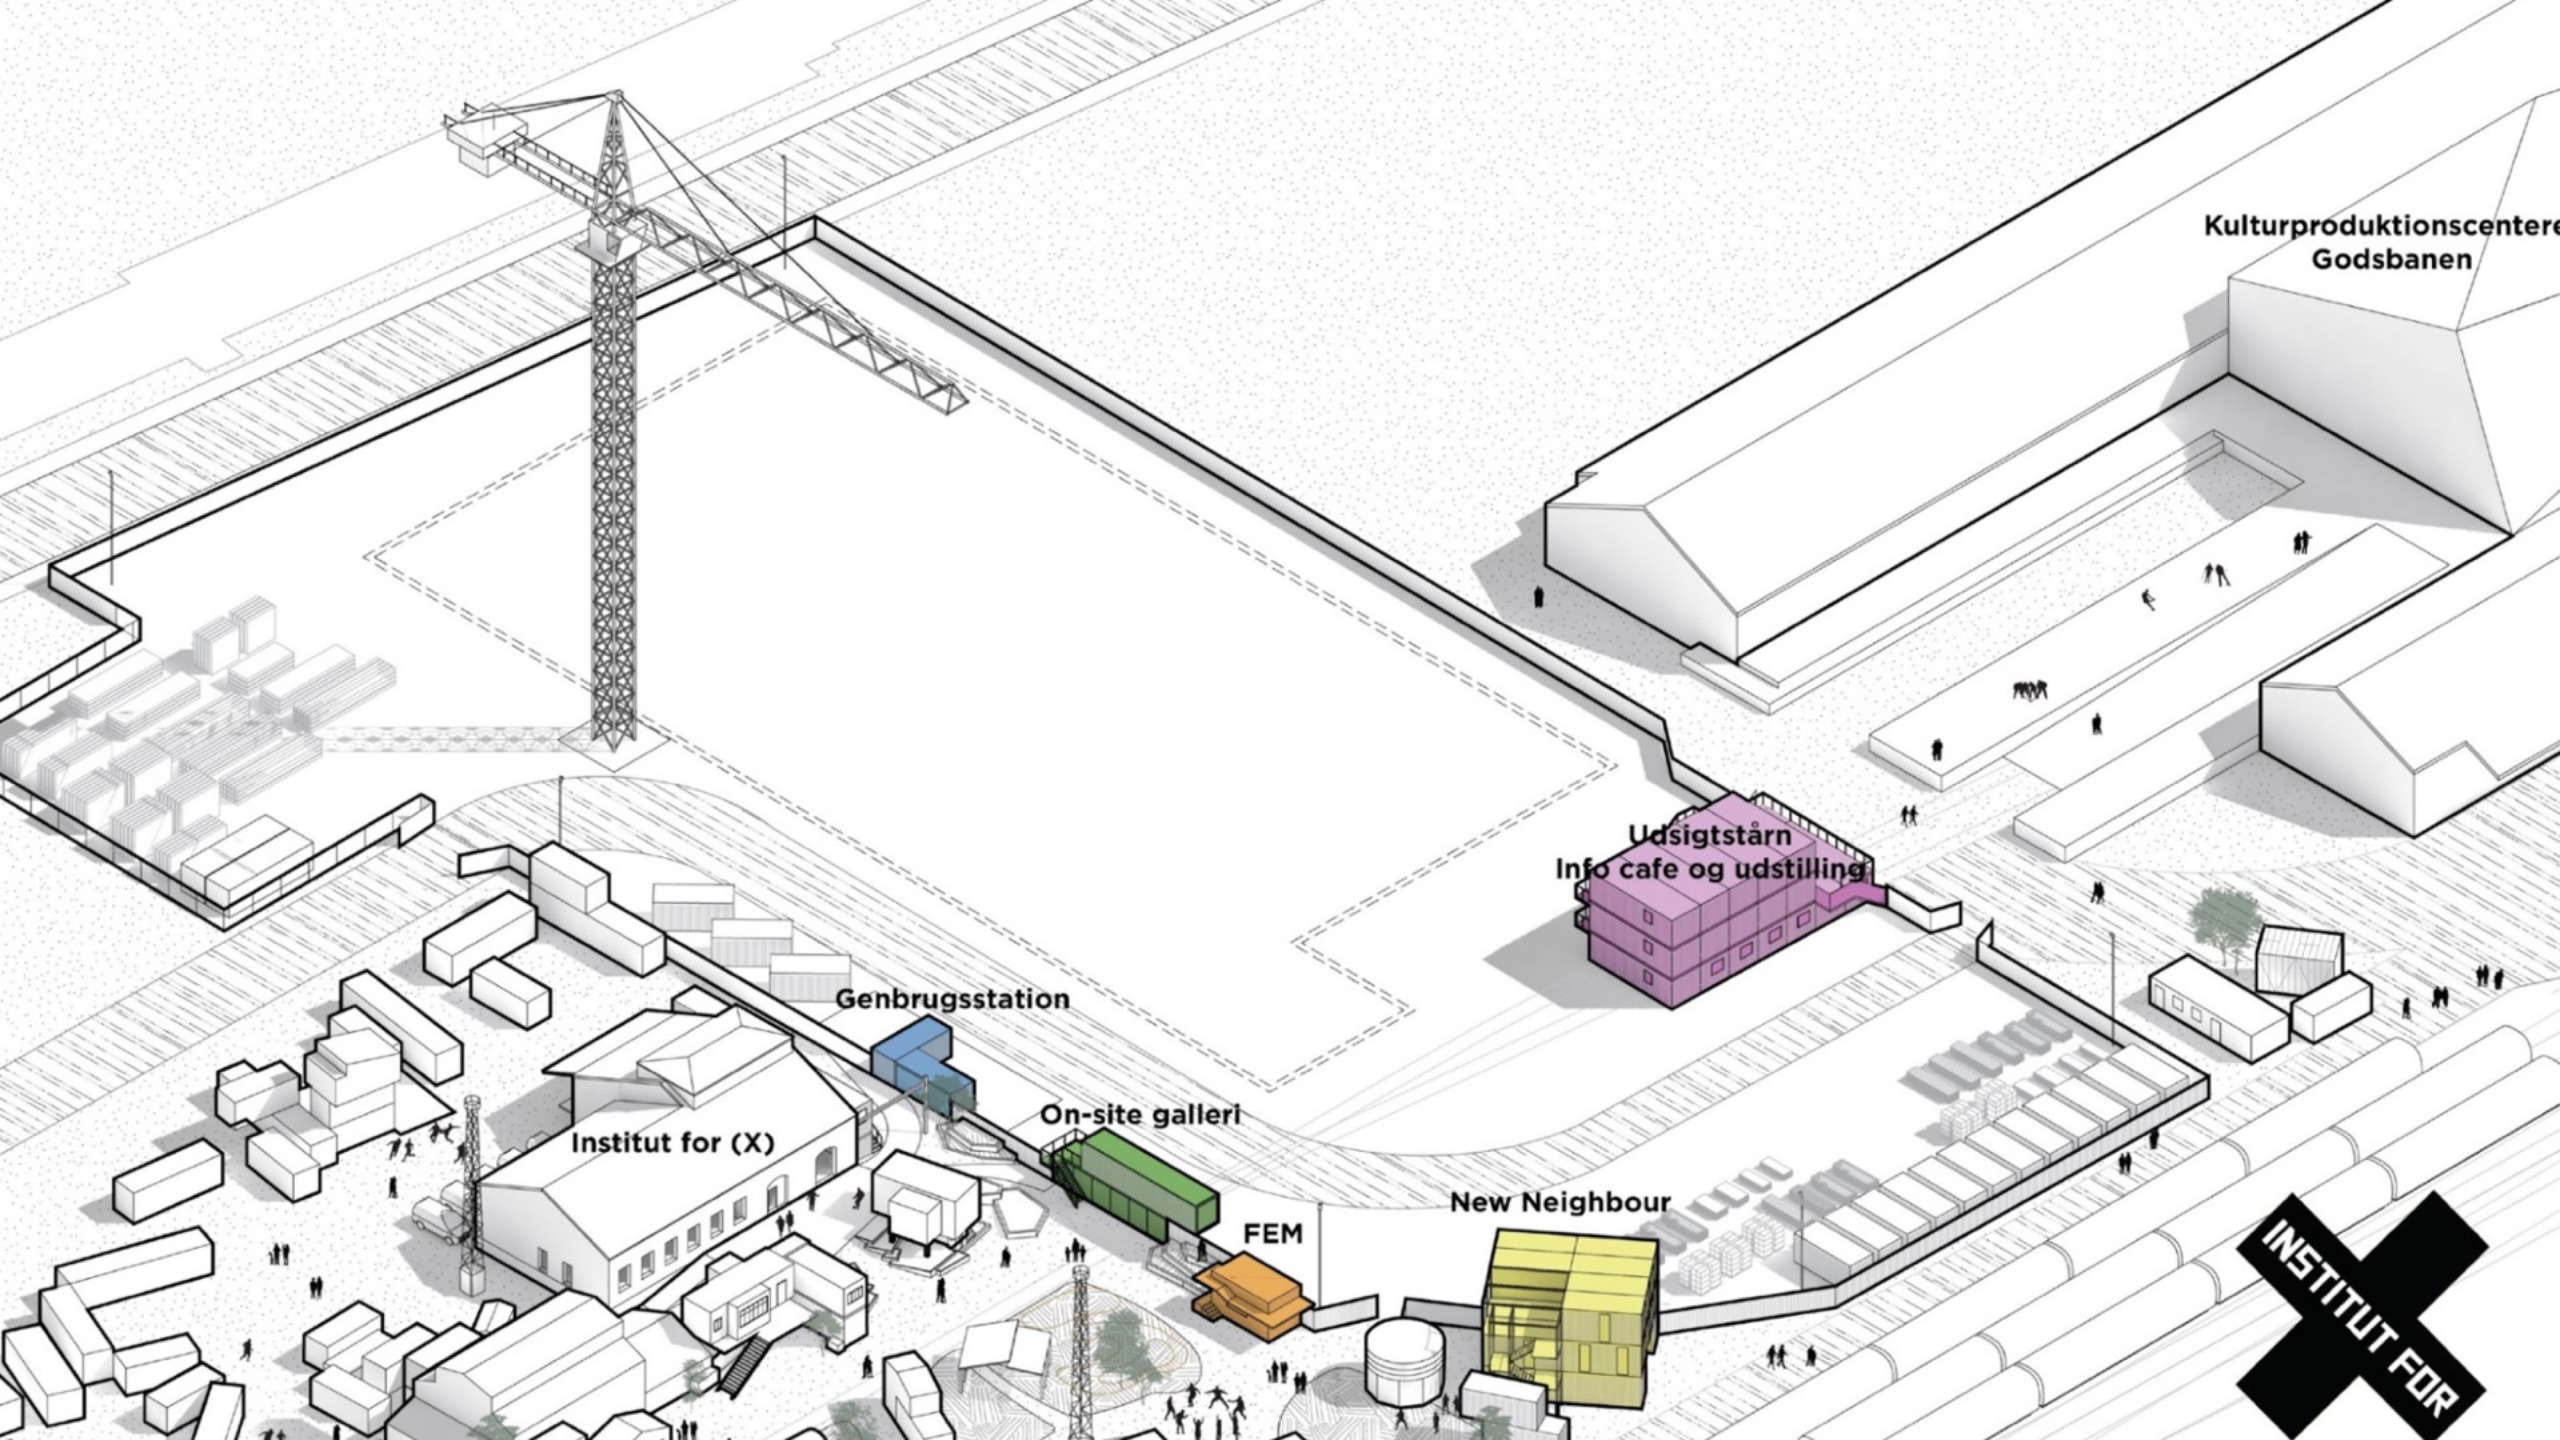 Kulturproduktionscentere
Godsbanen
Udsigtstårn
Info cafe og udstilling
Genbrugsstation
On-site galleri
Institut for (X)
New Neighbour
FEM
INSTITUT FOR